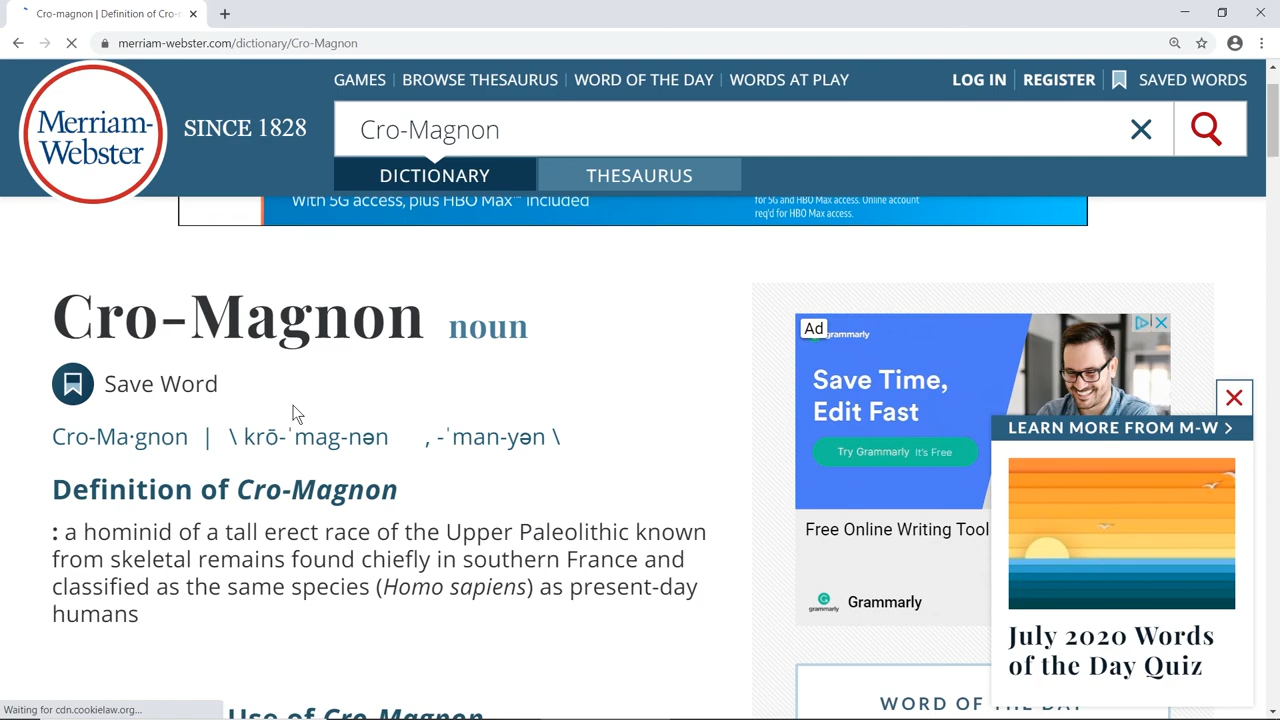 Cro-magnon | Definition of Cro-m
merriam-webster.com/dictionary/Cro-Magnon
GAMES | BROWSE THESAURUS | WORD OF THE DAY | WORDS AT PLAY
LOG IN | REGISTER
SAVED WORDS
Merriam-
Webster
SINCE 1828
Cro-Magnon
DICTIONARY
THESAURUS
With 5G access, plus HBO Max™ included
for 5G and HBO Max access. Online account
req'd for HBO Max access.
Cro-Magnon noun
Save Word
Cro-Ma·gnon | \ krō-ˈmag-nən , -ˈman-yən \
Definition of Cro-Magnon
: a hominid of a tall erect race of the Upper Paleolithic known
from skeletal remains found chiefly in southern France and
classified as the same species (Homo sapiens) as present-day
humans
Use of Cro-Magnon
Ad
grammarly
Save Time,
Edit Fast
Try Grammarly It's Free
Free Online Writing Tool
grammarly
Grammarly
WORD OF THE DAY
LEARN MORE FROM M-W >
July 2020 Words
of the Day Quiz
Waiting for cdn.cookielaw.org...